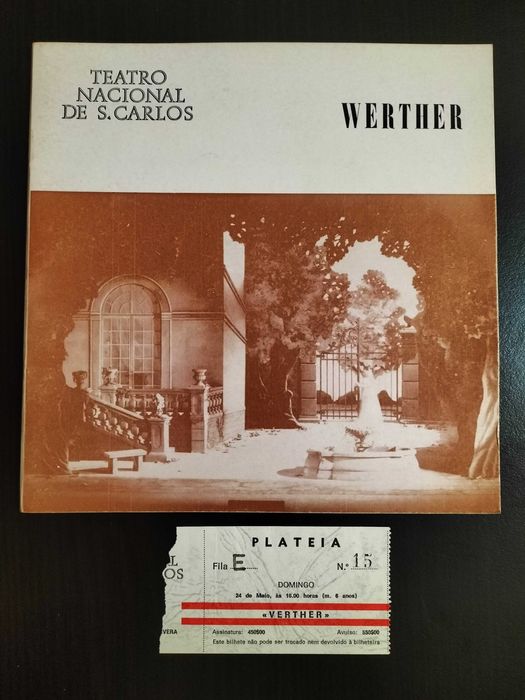 TEATRO
NACIONAL
DE S. CARLOS
WERTHER
PLATEIA
Fila E N.º 15
DOMINGO
24 de Maio, às 16.00 horas (m. 6 anos)
«VERTHER»
Assinatura: 450$00 Avulso: 550$00
Este bilhete não pode ser trocado nem devolvido à bilheteira
L
OS
VERA